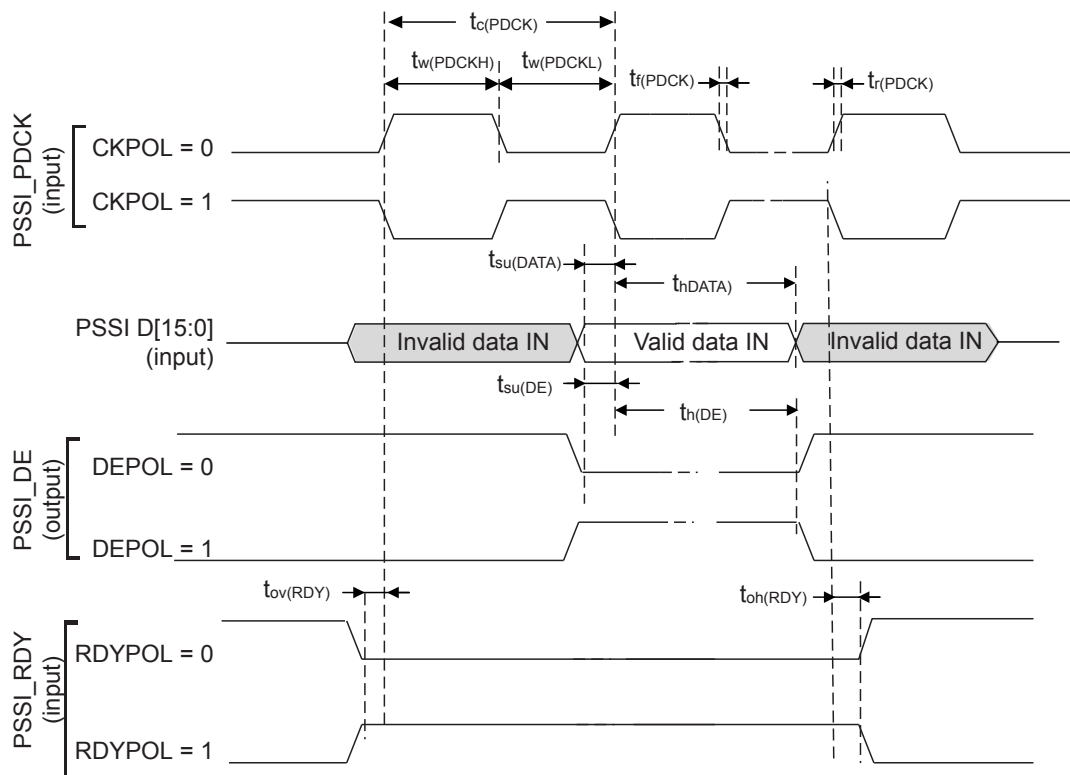 tc(PDCK)
tw(PDCKH) tw(PDCKL) tf(PDCK) tr(PDCK)
PSSI_PDCK
(input)
CKPOL = 0
CKPOL = 1
tsu(DATA) thDATA)
PSSI D[15:0]
(input)
Invalid data IN Valid data IN Invalid data IN
tsu(DE)
th(DE)
PSSI_DE
(output)
DEPOL = 0
DEPOL = 1
tov(RDY) toh(RDY)
PSSI_RDY
(input)
RDYPOL = 0
RDYPOL = 1